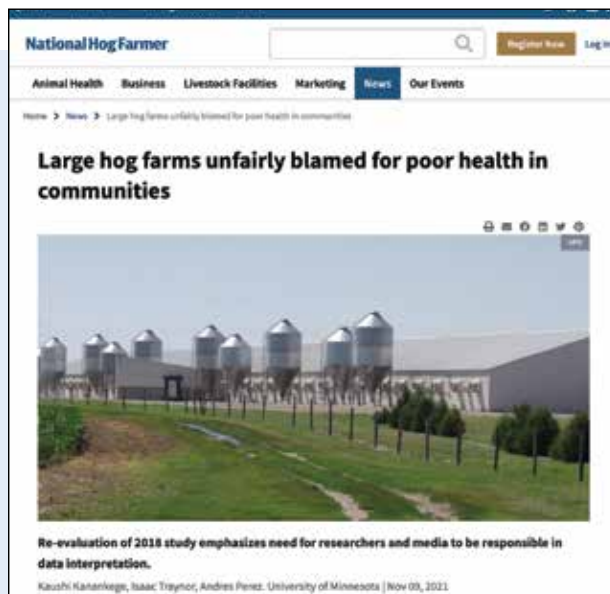 National Hog Farmer
Register Now Log in
Animal Health Business Livestock Facilities Marketing News Our Events
Home > News > Large hog farms unfairly blamed for poor health in communities
Large hog farms unfairly blamed for poor health in
communities
Re-evaluation of 2018 study emphasizes need for researchers and media to be responsible in
data interpretation.
Kaushi Kanankege, Isaac Traynor, Andres Perez. University of Minnesota | Nov 09, 2021